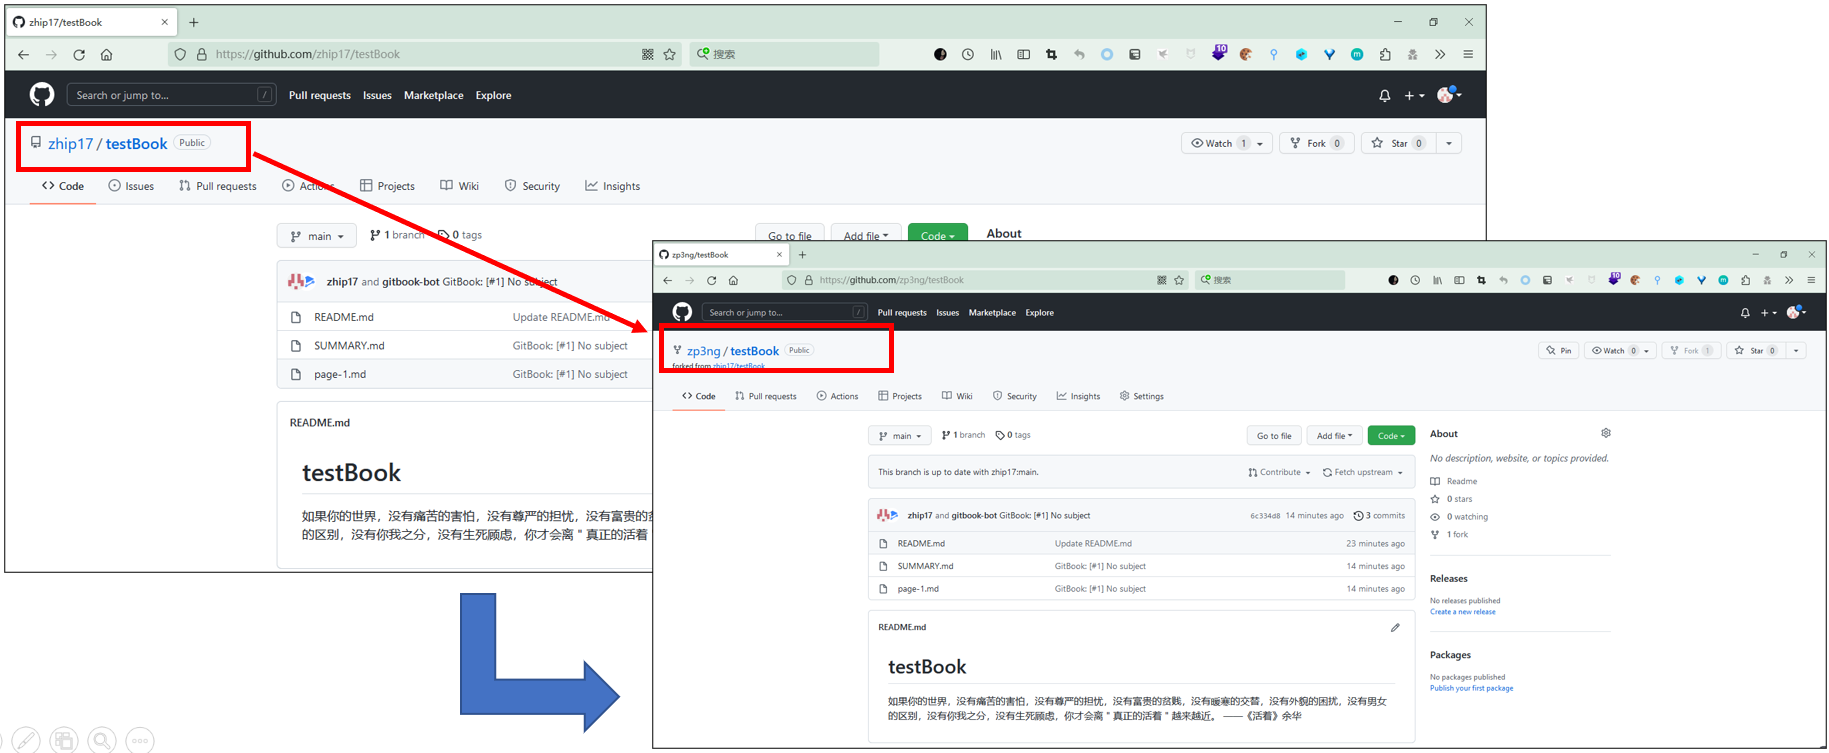 zhip17/testBook
https://github.com/zhip17/testBook
搜索
10
Search or jump to... /
Pull requests Issues Marketplace Explore
zhip17 / testBook Public
Watch 1 Fork 0 Star 0
Code Issues Pull requests Actions Projects Wiki Security Insights
main 1 branch 0 tags Go to file Add file Code About
zhip17 and gitbook-bot GitBook: [#1] No subject
README.md Update README.md
SUMMARY.md GitBook: [#1] No subject
page-1.md GitBook: [#1] No subject
README.md
testBook
如果你的世界，没有痛苦的害怕，没有尊严的担忧，没有富贵的贫
的区别，没有你我之分，没有生死顾虑，你才会离 " 真正的活着
zp3ng/testBook
https://github.com/zp3ng/testBook
搜索
10
Search or jump to... /
Pull requests Issues Marketplace Explore
zp3ng / testBook Public
forked from zhip17/testBook
Pin Watch 0 Fork 1 Star 0
Code Pull requests Actions Projects Wiki Security Insights Settings
main 1 branch 0 tags Go to file Add file Code
This branch is up to date with zhip17:main. Contribute Fetch upstream
zhip17 and gitbook-bot GitBook: [#1] No subject 6c334d8 14 minutes ago 3 commits
README.md Update README.md 23 minutes ago
SUMMARY.md GitBook: [#1] No subject 14 minutes ago
page-1.md GitBook: [#1] No subject 14 minutes ago
README.md
testBook
如果你的世界，没有痛苦的害怕，没有尊严的担忧，没有富贵的贫贱，没有暖寒的交替，没有外貌的困扰，没有男女
的区别，没有你我之分，没有生死顾虑，你才会离 " 真正的活着 " 越来越近。 ——《活着》余华
About
No description, website, or topics provided.
Readme
0 stars
0 watching
1 fork
Releases
No releases published
Create a new release
Packages
No packages published
Publish your first package